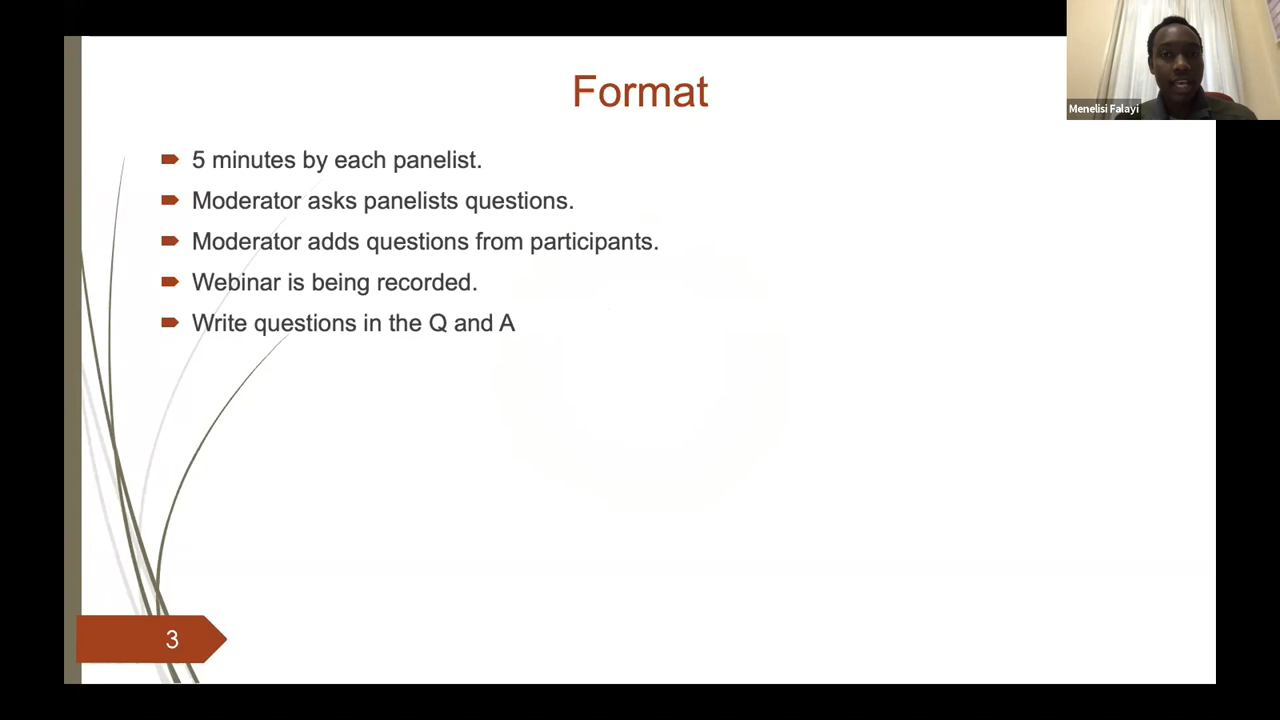 Format
Menelisi Falayi
5 minutes by each panelist.
Moderator asks panelists questions.
Moderator adds questions from participants.
Webinar is being recorded.
Write questions in the Q and A
3